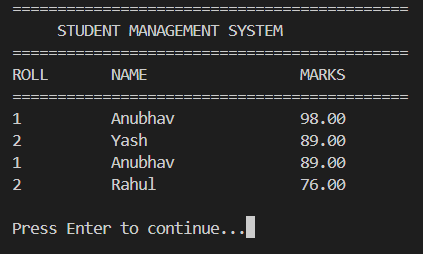 ============================================
STUDENT MANAGEMENT SYSTEM
============================================
ROLL NAME MARKS
============================================
1 Anubhav 98.00
2 Yash 89.00
1 Anubhav 89.00
2 Rahul 76.00
Press Enter to continue...